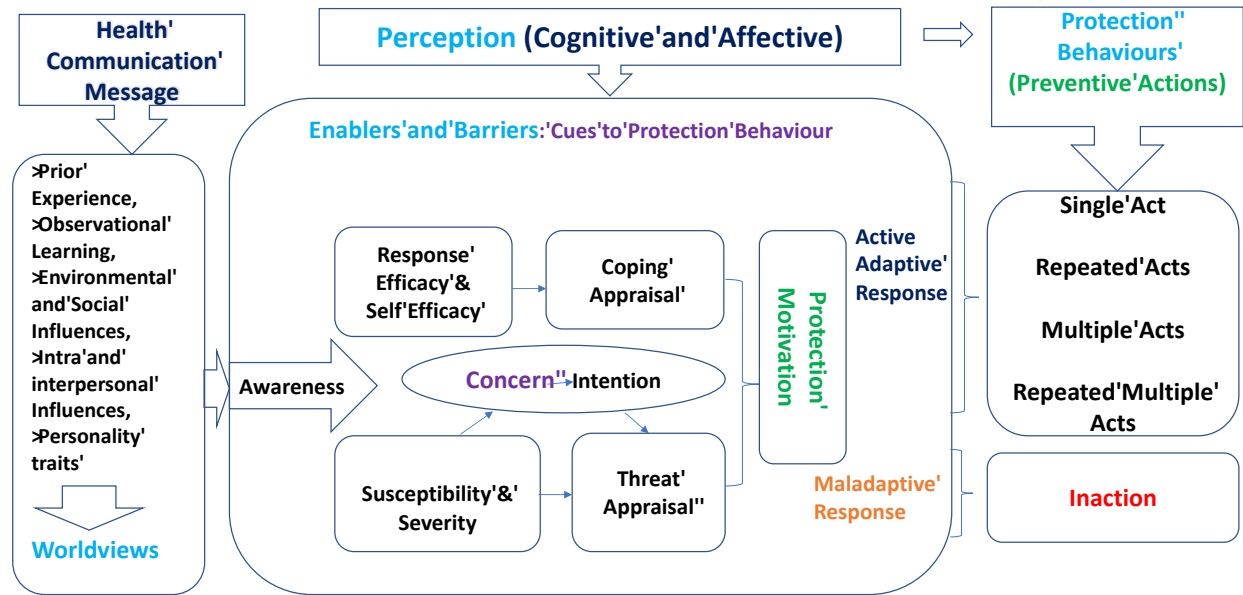 Health'
Communication'
Message
Perception (Cognitive'and'Affective)
Protection''
Behaviours'
(Preventive'Actions)
Enablers'and'Barriers:'Cues'to'Protection'Behaviour
>Prior'
Experience,
>Observational'
Learning,
>Environmental'
and'Social'
Influences,
>Intra'and'
interpersonal'
Influences,
>Personality'
traits'
Worldviews
Awareness
Response'
Efficacy'&
Self'Efficacy'
Coping'
Appraisal'
Concern'' Intention
Susceptibility'&'
Severity
Threat'
Appraisal''
Protection'
Motivation
Active
Adaptive'
Response
Maladaptive'
Response
Single'Act
Repeated'Acts
Multiple'Acts
Repeated'Multiple'
Acts
Inaction